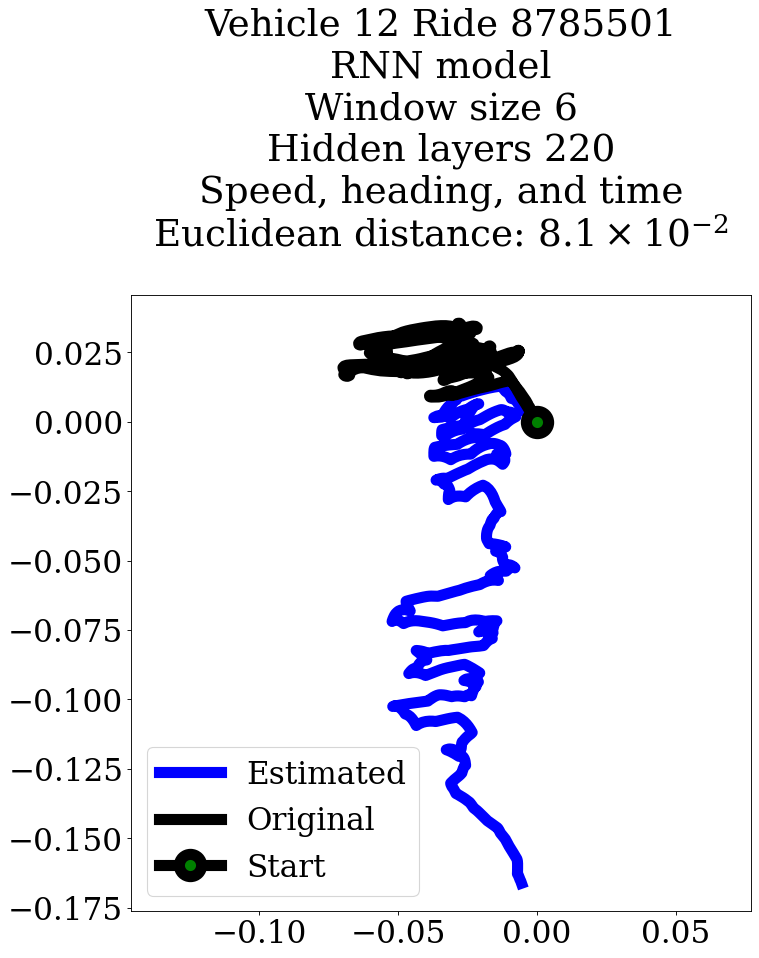 Vehicle 12 Ride 8785501
RNN model
Window size 6
Hidden layers 220
Speed, heading, and time
Euclidean distance: 8.1 × 10⁻²
0.025
0.000
−0.025
−0.050
−0.075
−0.100
−0.125
−0.150
−0.175
Estimated
Original
Start
−0.10
−0.05
0.00
0.05